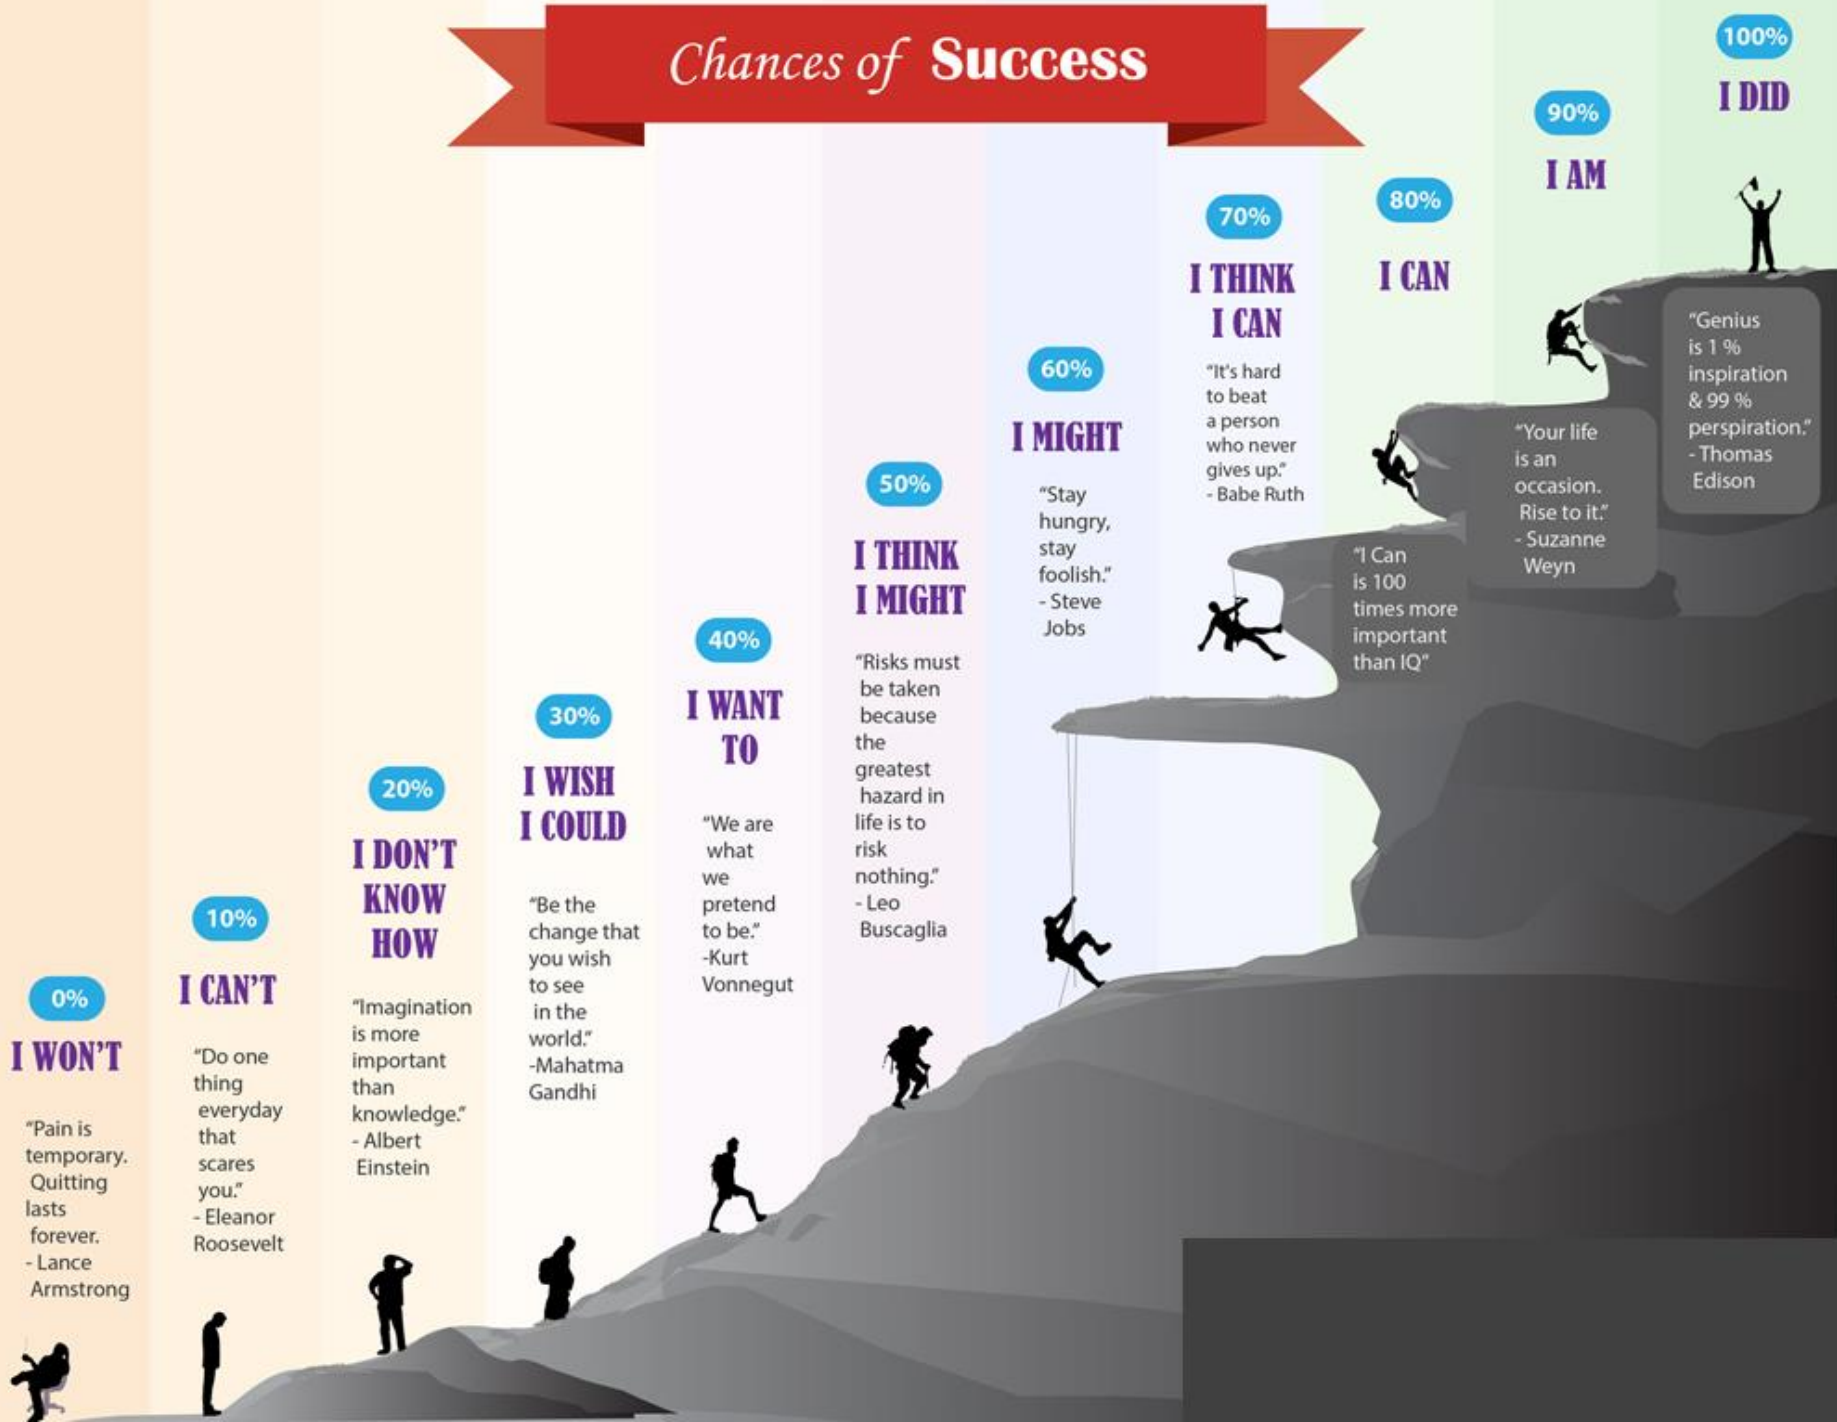 Chances of Success
0%
I WON'T
"Pain is
temporary.
Quitting
lasts
forever.
- Lance
Armstrong
10%
I CAN'T
"Do one
thing
everyday
that
scares
you."
- Eleanor
Roosevelt
20%
I DON'T
KNOW
HOW
"Imagination
is more
important
than
knowledge."
- Albert
Einstein
30%
I WISH
I COULD
"Be the
change that
you wish
to see
in the
world."
-Mahatma
Gandhi
40%
I WANT
TO
"We are
what
we
pretend
to be."
-Kurt
Vonnegut
50%
I THINK
I MIGHT
"Risks must
be taken
because
the
greatest
hazard in
life is to
risk
nothing."
- Leo
Buscaglia
60%
I MIGHT
"Stay
hungry,
stay
foolish."
- Steve
Jobs
70%
I THINK
I CAN
"It's hard
to beat
a person
who never
gives up."
- Babe Ruth
80%
I CAN
"I Can
is 100
times more
important
than IQ"
90%
I AM
"Your life
is an
occasion.
Rise to it."
- Suzanne
Weyn
100%
I DID
"Genius
is 1 %
inspiration
& 99 %
perspiration."
- Thomas
Edison